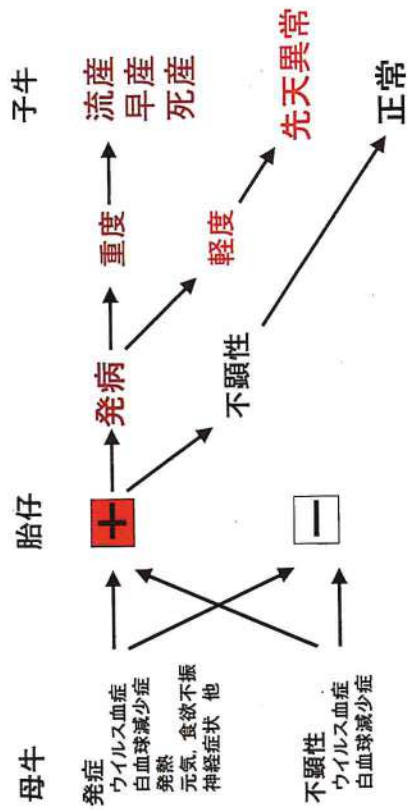 母牛
胎仔
子牛
発症
ウイルス血症
白血球減少症
発熱
元気，食欲不振
神経症状 他
不顕性
ウイルス血症
白血球減少症
+
−
発病
不顕性
重度
軽度
流産
早産
死産
先天異常
正常